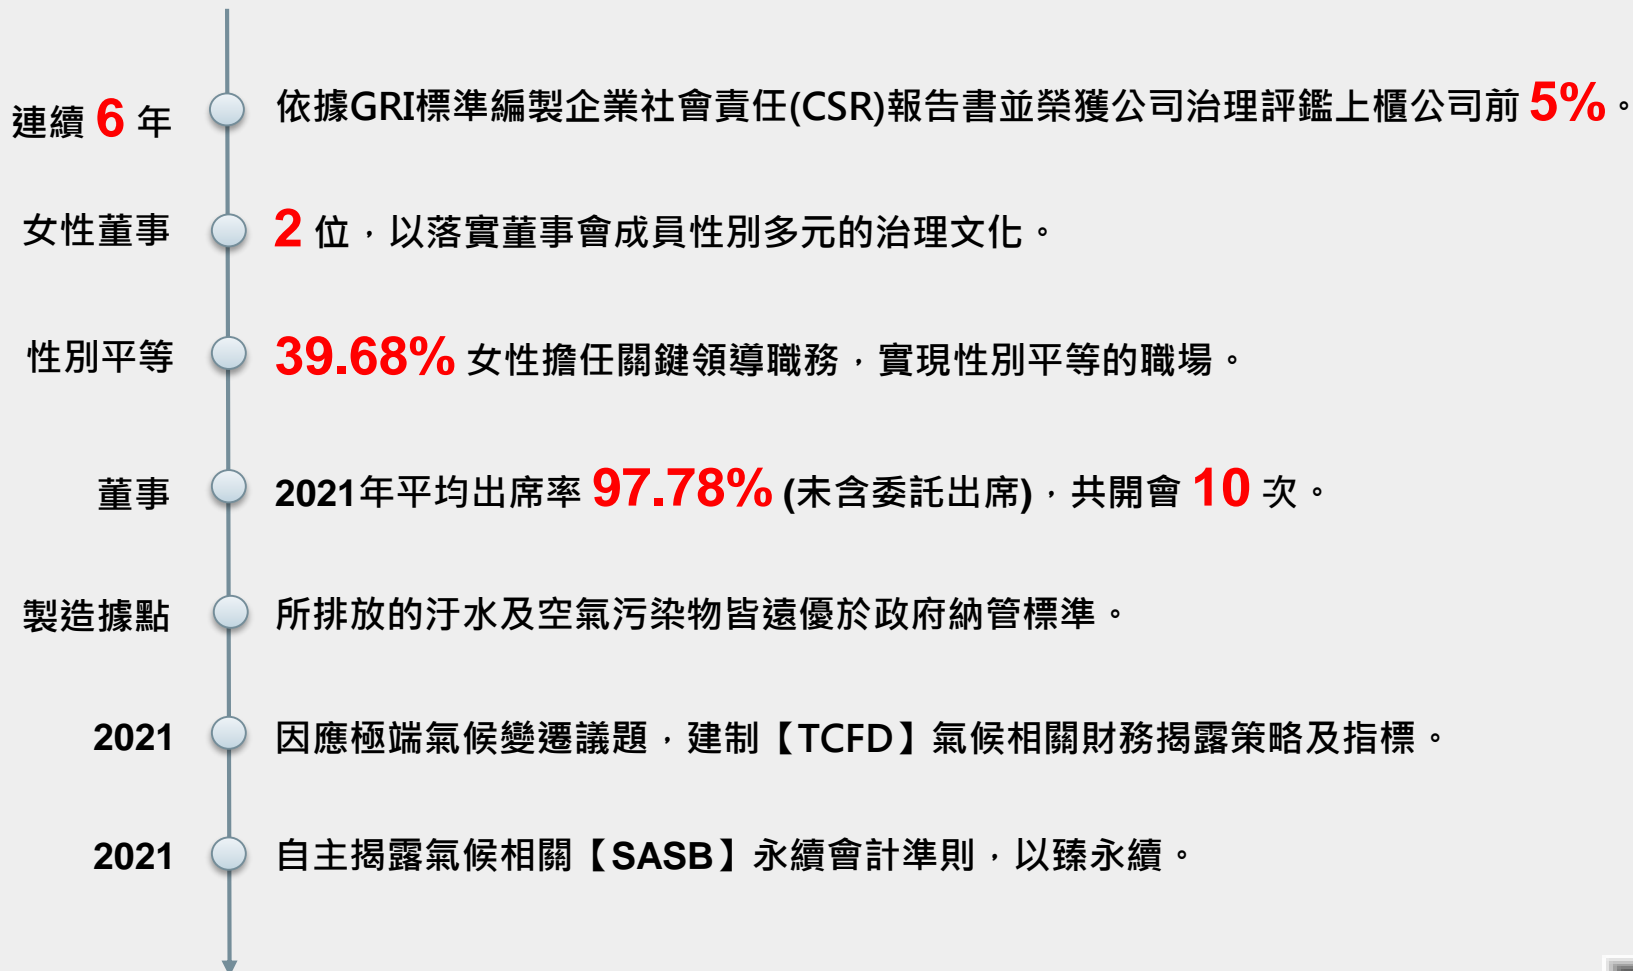 連續 6 年 依據GRI標準編製企業社會責任(CSR)報告書並榮獲公司治理評鑑上櫃公司前 5%。
女性董事 2 位，以落實董事會成員性別多元的治理文化。
性別平等 39.68% 女性擔任關鍵領導職務，實現性別平等的職場。
董事 2021年平均出席率 97.78% (未含委託出席)，共開會 10 次。
製造據點 所排放的汙水及空氣污染物皆遠優於政府納管標準。
2021 因應極端氣候變遷議題，建制【TCFD】氣候相關財務揭露策略及指標。
2021 自主揭露氣候相關【SASB】永續會計準則，以臻永續。